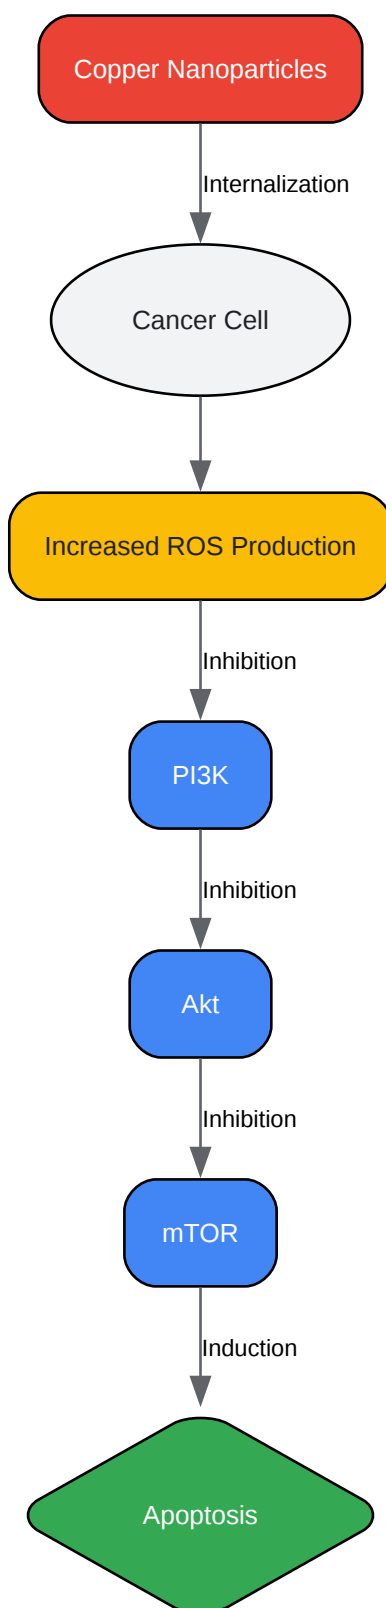 Copper Nanoparticles
Internalization
Cancer Cell
Increased ROS Production
Inhibition
PI3K
Inhibition
Akt
Inhibition
mTOR
Induction
Apoptosis